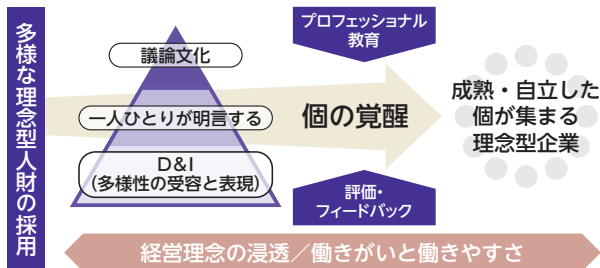 多様な理念型人財の採用
議論文化
一人ひとりが明言する
D&I
（多様性の受容と表現）
プロフェッショナル
教育
個の覚醒
評価・
フィードバック
成熟・自立した
個が集まる
理念型企業
経営理念の浸透／働きがいと働きやすさ